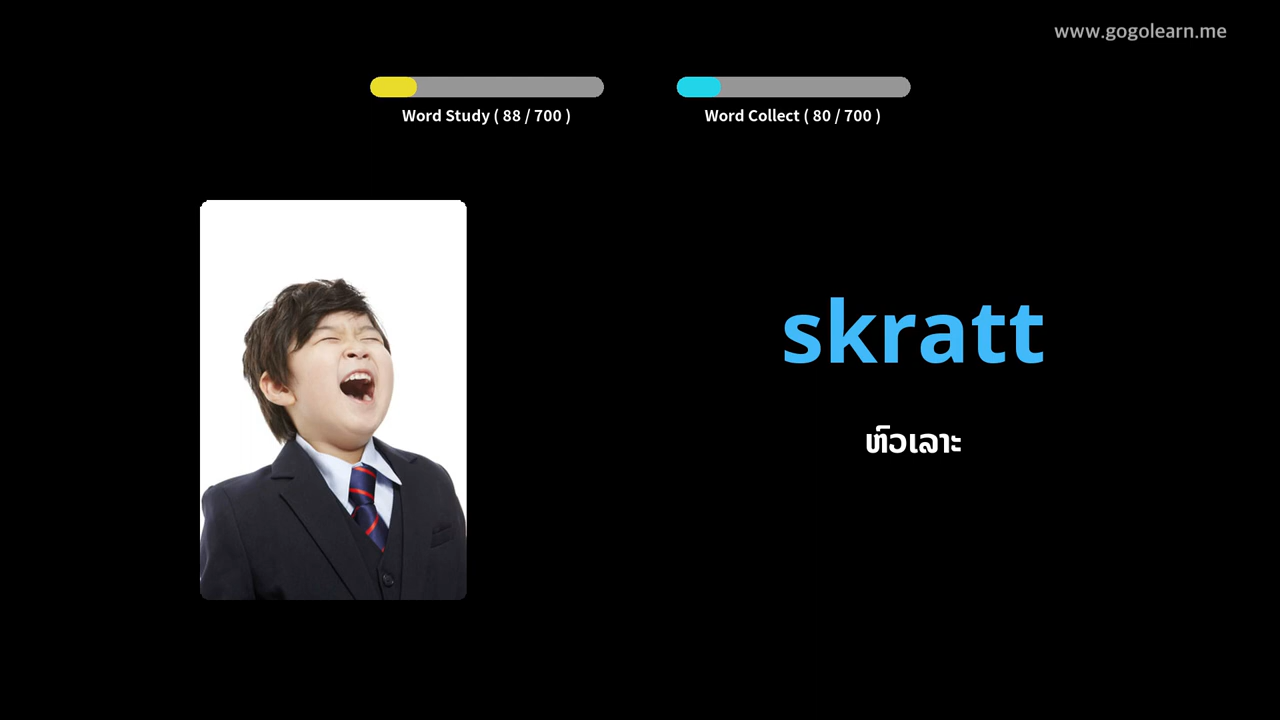 www.gogolearn.me
Word Study ( 88 / 700 )
Word Collect ( 80 / 700 )
skratt
ຫົວເລາະ